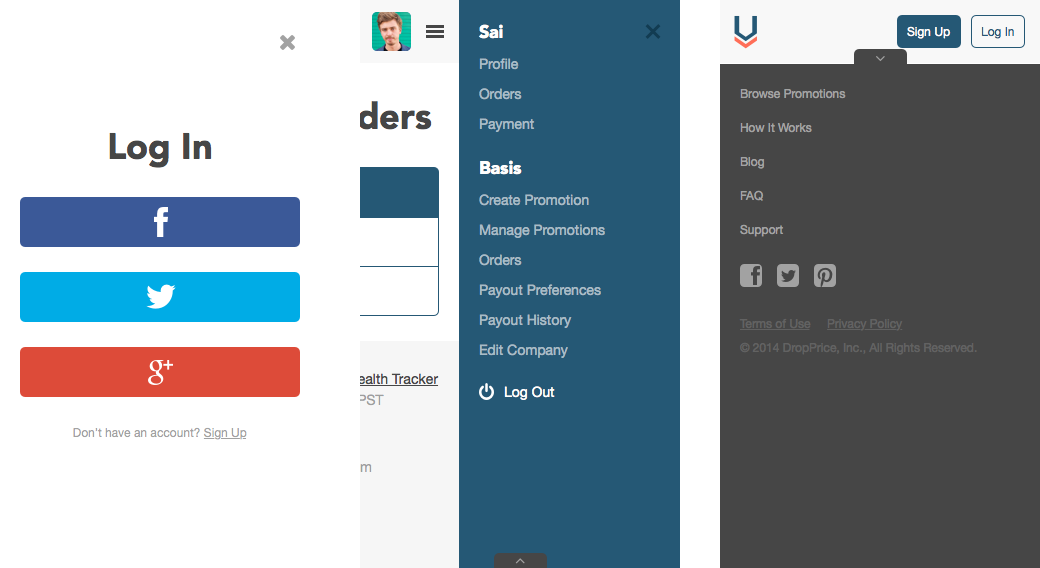 Log In
Don't have an account? Sign Up
ders
ealth Tracker
PST
m
Sai
Profile
Orders
Payment
Basis
Create Promotion
Manage Promotions
Orders
Payout Preferences
Payout History
Edit Company
Log Out
Sign Up
Log In
Browse Promotions
How It Works
Blog
FAQ
Support
Terms of Use Privacy Policy
© 2014 DropPrice, Inc., All Rights Reserved.